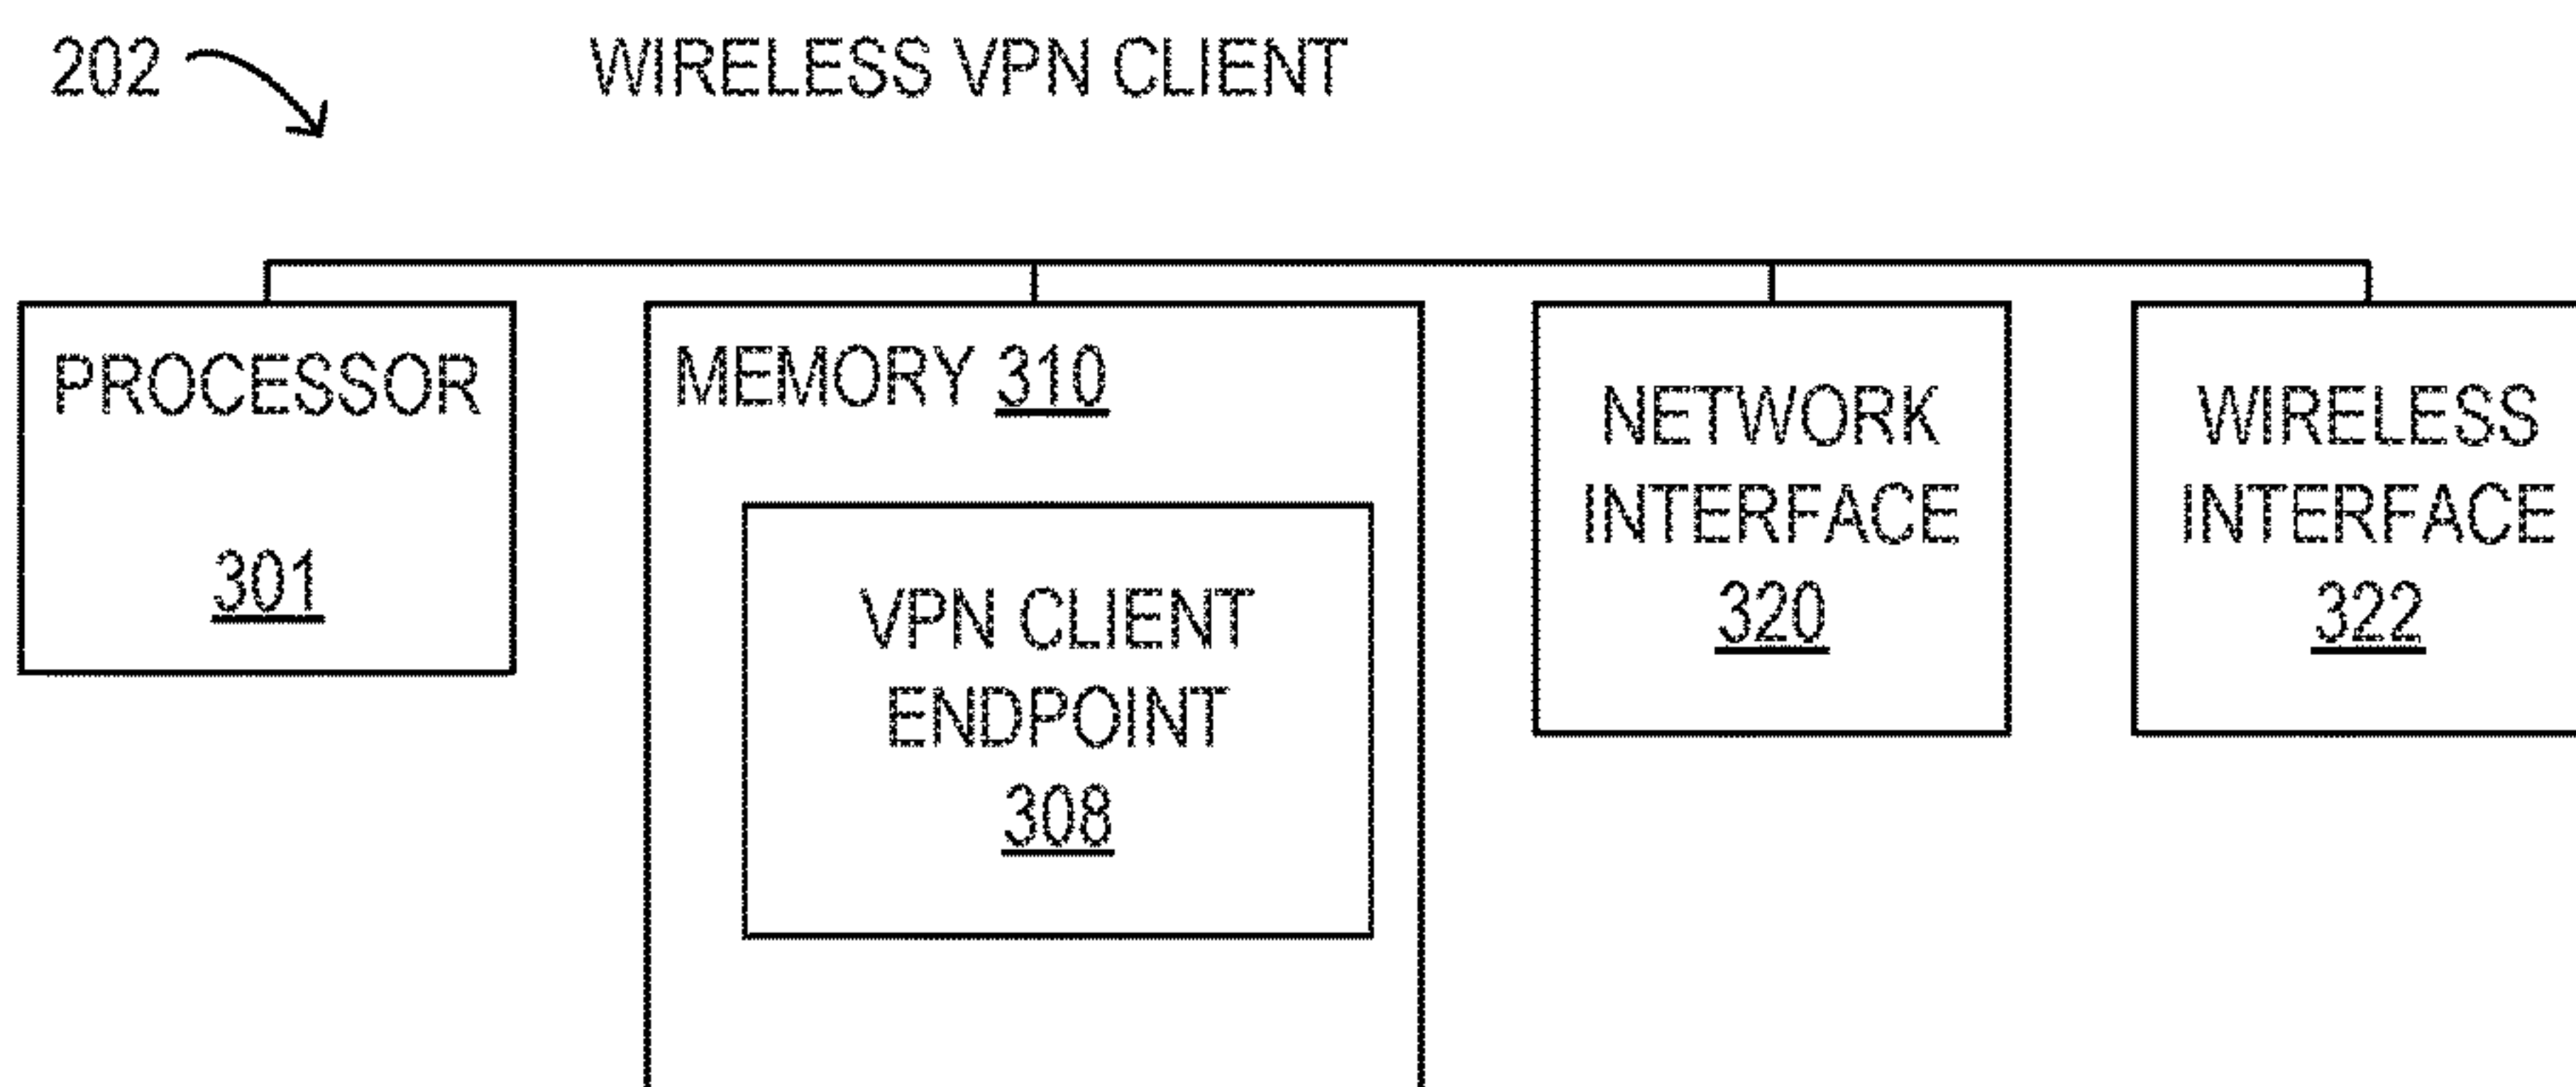 202
WIRELESS VPN CLIENT
PROCESSOR
301
MEMORY 310
VPN CLIENT
ENDPOINT
308
NETWORK
INTERFACE
320
WIRELESS
INTERFACE
322